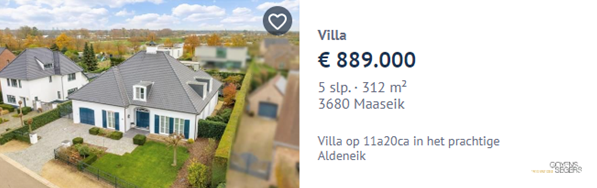 Villa
€ 889.000
5 slp. · 312 m²
3680 Maaseik
Villa op 11a20ca in het prachtige
Aldeneik